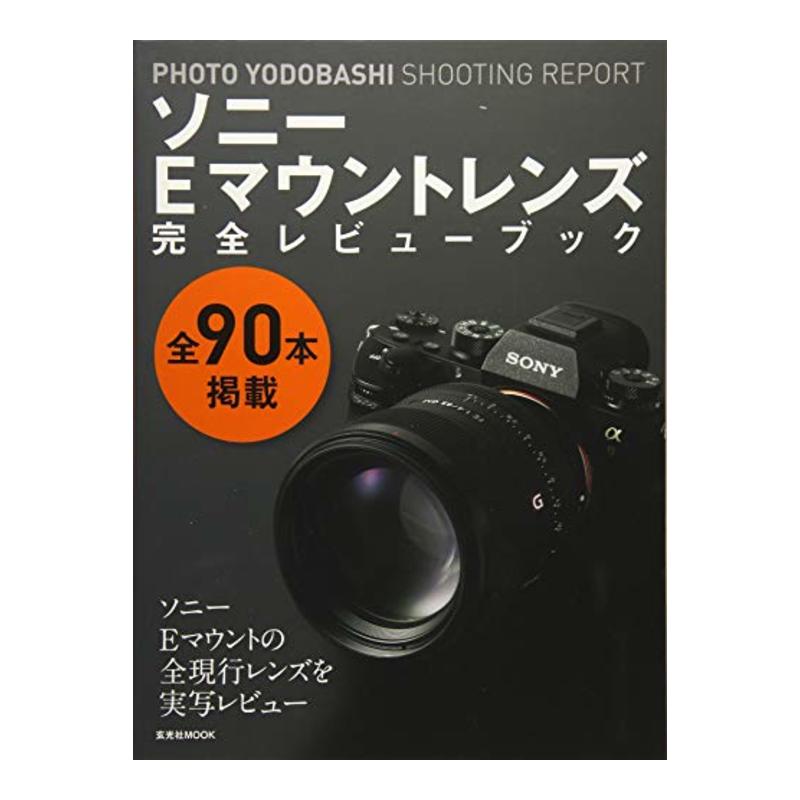 PHOTO YODOBASHI SHOOTING REPORT
ソニー
Eマウントレンズ
完全レビューブック
全90本
掲載
SONY
α
G
ソニー
Eマウントの
全現行レンズを
実写レビュー
玄光社MOOK